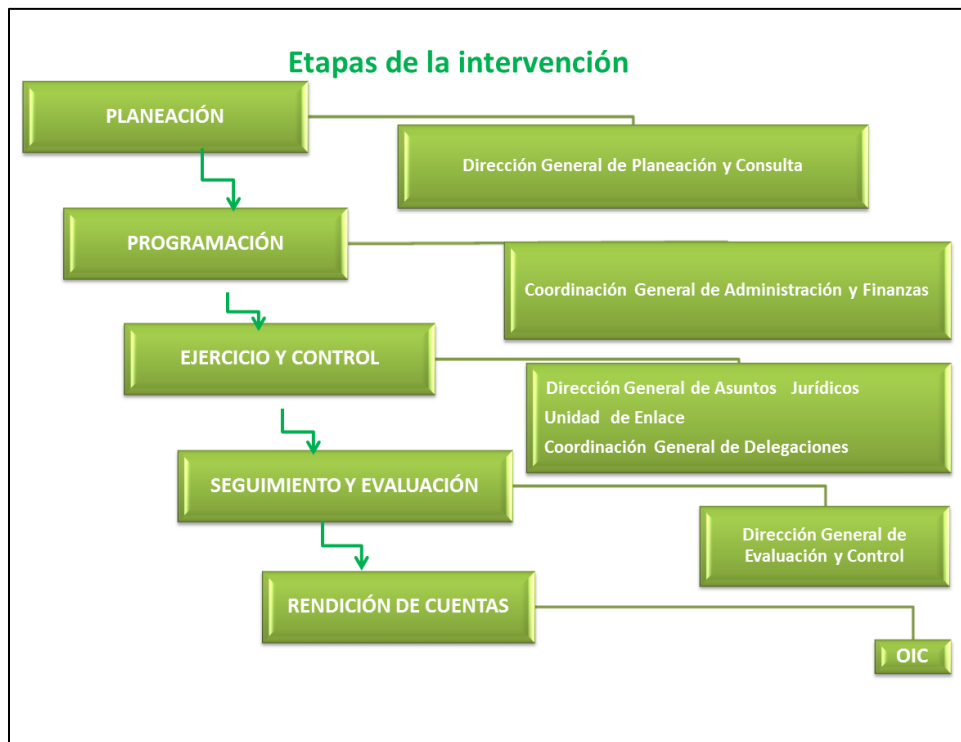 Etapas de la intervención
PLANEACIÓN
Dirección General de Planeación y Consulta
PROGRAMACIÓN
Coordinación General de Administración y Finanzas
EJERCICIO Y CONTROL
Dirección General de Asuntos Jurídicos
Unidad de Enlace
Coordinación General de Delegaciones
SEGUIMIENTO Y EVALUACIÓN
Dirección General de
Evaluación y Control
RENDICIÓN DE CUENTAS
OIC